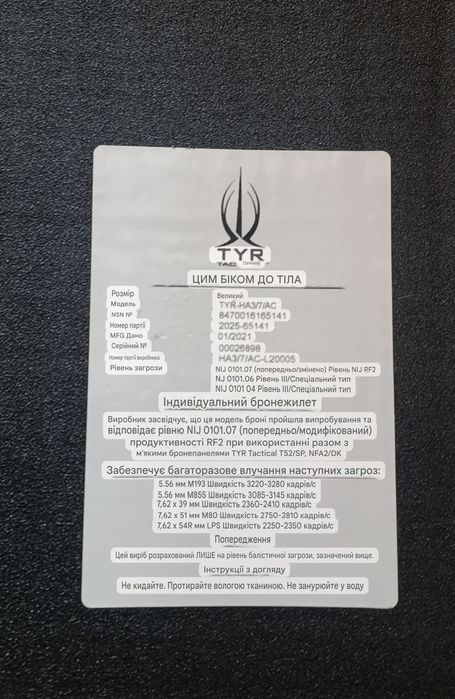 TYR
TAC тичний
ЦИМ БІКОМ ДО ТІЛА
Розмір Великий
Модель TYR-HA3/7/AC
NSN № 8470016165141
Номер партії 2025-65141
MFG Дано 01/2021
Серійний № 00026898
Номер партії виробника HA3/7/AC-L20005
Рівень загрози NIJ 0101.07 (попередньо/змінено) Рівень NIJ RF2
NIJ 0101.06 Рівень III/Спеціальний тип
NIJ 0101 04 Рівень III/Спеціальний тип
Індивідуальний бронежилет
Виробник засвідчує, що ця модель броні пройшла випробування та
відповідає рівню NIJ 0101.07 (попередньо/модифікований)
продуктивності RF2 при використанні разом з
м'якими бронепанелями TYR Tactical T52/SP, NFA2/DK
Забезпечує багаторазове влучання наступних загроз:
5.56 мм M193 Швидкість 3220-3280 кадрів/с
5.56 мм M855 Швидкість 3085-3145 кадрів/с
7,62 x 39 мм Швидкість 2360-2410 кадрів/с
7,62 x 51 мм M80 Швидкість 2750-2810 кадрів/с
7,62 x 54R мм LPS Швидкість 2250-2350 кадрів/с
Попередження
Цей виріб розрахований ЛИШЕ на рівень балістичної загрози, зазначений вище.
Інструкції з догляду
Не кидайте. Протирайте вологою тканиною. Не занурюйте у воду